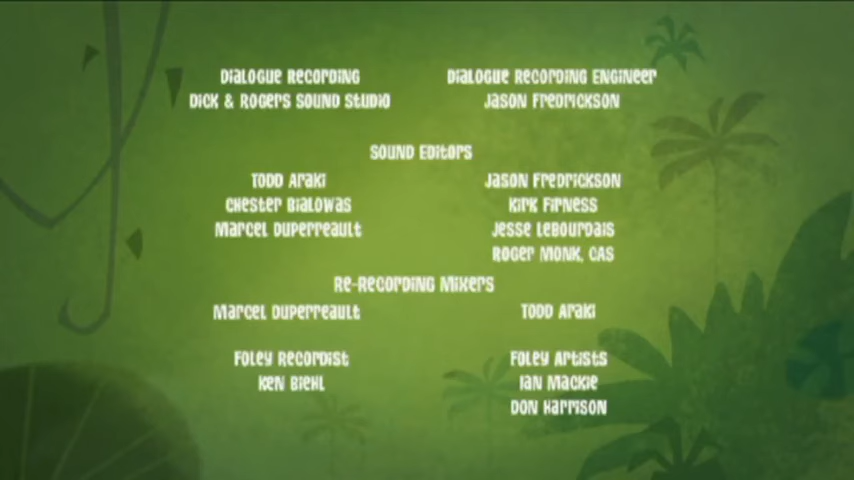 Dialogue Recording
Dick & Rogers Sound Studio
Dialogue Recording Engineer
Jason Fredrickson
Sound Editors
Todd Araki
Chester Bialowas
Marcel Duperreault
Jason Fredrickson
Kirk Firness
Jesse LeBourdais
Roger Monk, CAS
Re-Recording Mixers
Marcel Duperreault
Todd Araki
Foley Recordist
Ken Biehl
Foley Artists
Ian Mackie
Don Harrison